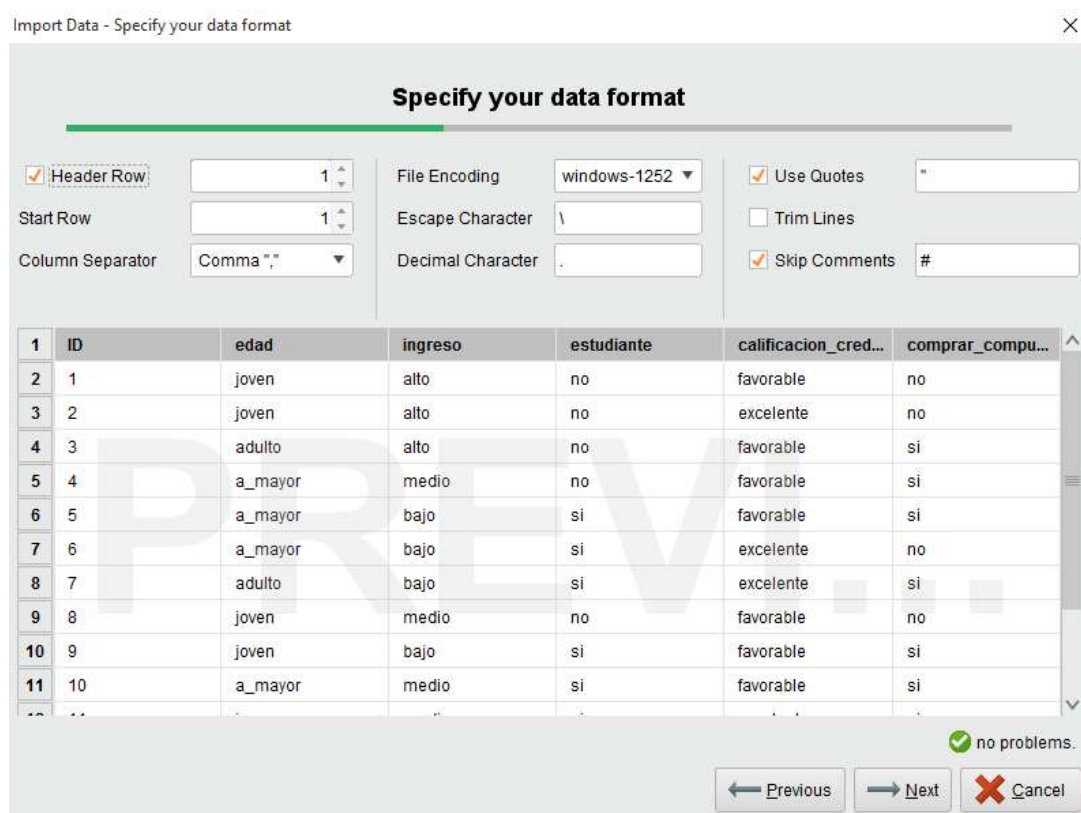 Import Data - Specify your data format
Specify your data format
Header Row 1 File Encoding windows-1252 Use Quotes "
Start Row 1 Escape Character \ Trim Lines
Column Separator Comma "," Decimal Character . Skip Comments #
1 ID edad ingreso estudiante calificacion_cred... comprar_compu...
2 1 joven alto no favorable no
3 2 joven alto no excelente no
4 3 adulto alto no favorable si
5 4 a_mayor medio no favorable si
6 5 a_mayor bajo si favorable si
7 6 a_mayor bajo si excelente no
8 7 adulto bajo si excelente si
9 8 joven medio no favorable no
10 9 joven bajo si favorable si
11 10 a_mayor medio si favorable si
PREVI...
no problems.
Previous Next Cancel